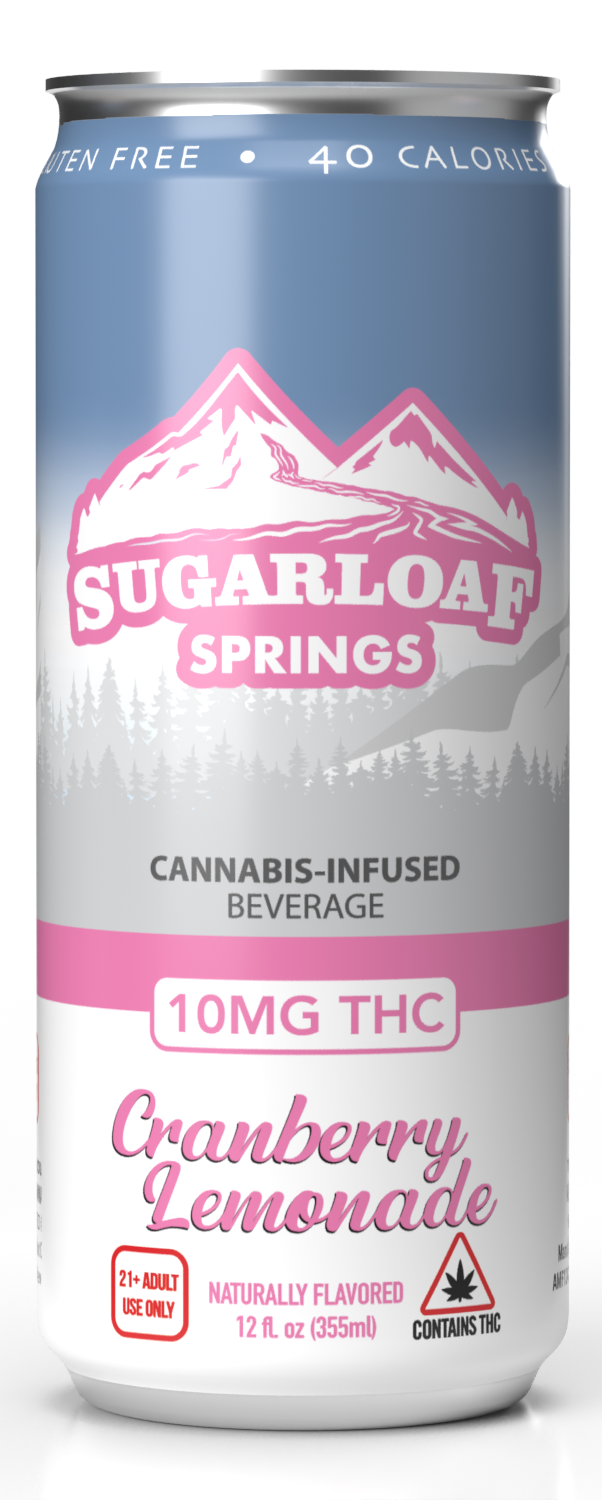 FREE • 40 CALORIES
SUGARLOAF
SPRINGS
CANNABIS-INFUSED
BEVERAGE
10MG THC
Cranberry
Lemonade
21+ ADULT
USE ONLY
NATURALLY FLAVORED
12 fl. oz (355ml)
CONTAINS THC